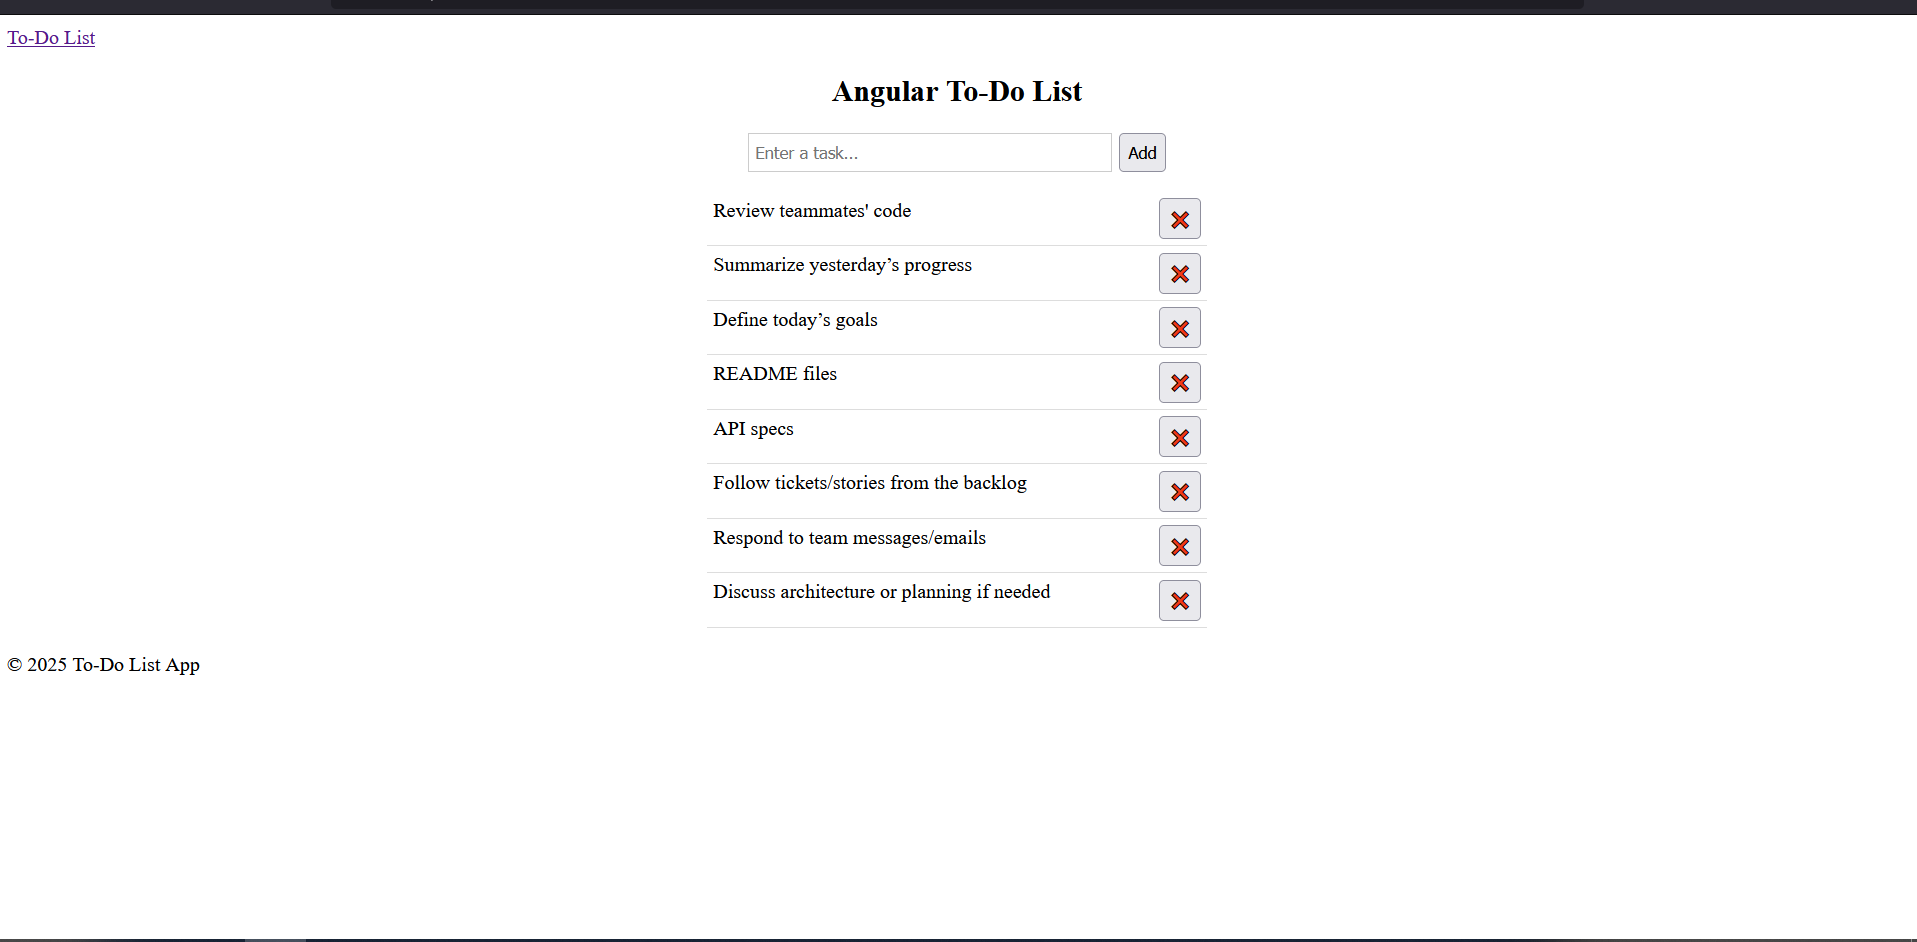 To-Do List
Angular To-Do List
Enter a task...
Add
Review teammates' code
Summarize yesterday’s progress
Define today’s goals
README files
API specs
Follow tickets/stories from the backlog
Respond to team messages/emails
Discuss architecture or planning if needed
© 2025 To-Do List App